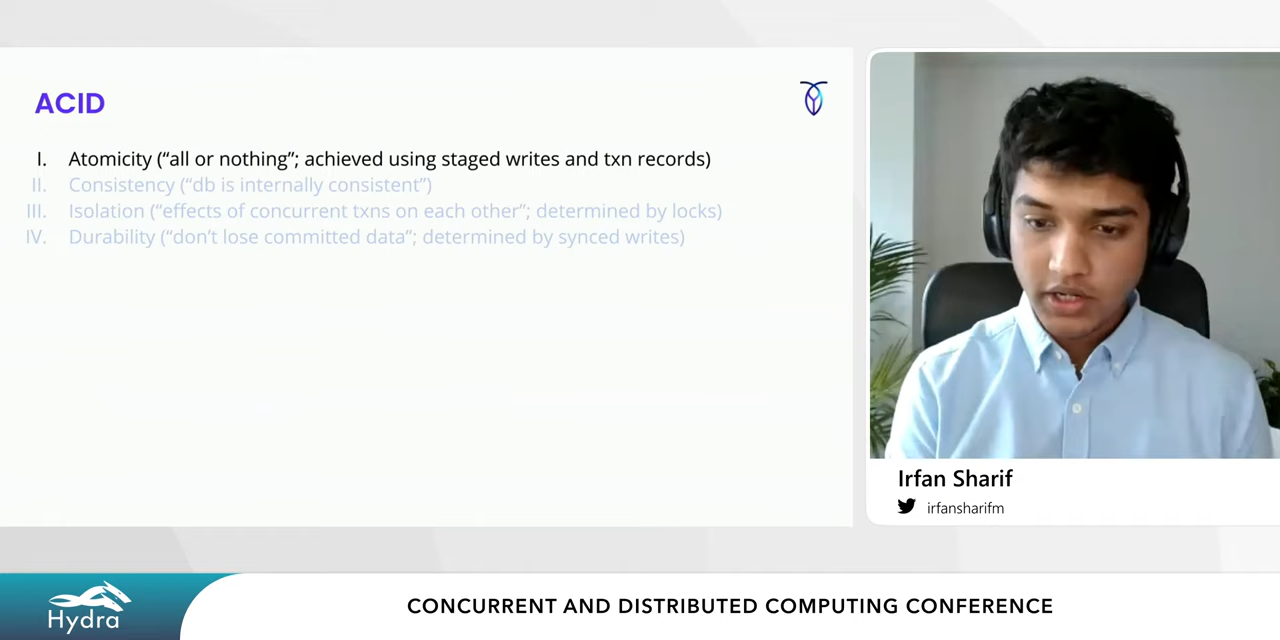 ACID
I. Atomicity (“all or nothing”; achieved using staged writes and txn records)
II. Consistency (“db is internally consistent”)
III. Isolation (“effects of concurrent txns on each other”; determined by locks)
IV. Durability (“don’t lose committed data”; determined by synced writes)
Irfan Sharif
irfansharifm
Hydra
CONCURRENT AND DISTRIBUTED COMPUTING CONFERENCE